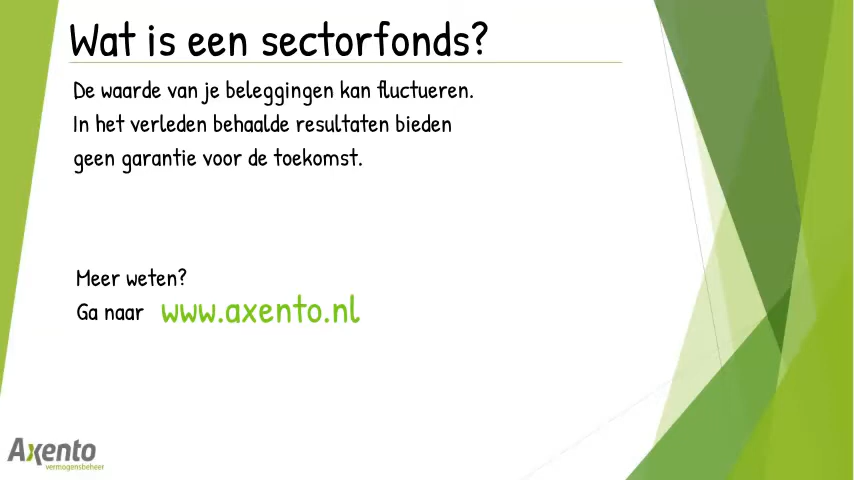 Wat is een sectorfonds?
De waarde van je beleggingen kan fluctueren.
In het verleden behaalde resultaten bieden
geen garantie voor de toekomst.
Meer weten?
Ga naar www.axento.nl
Axento
vermogensbeheer